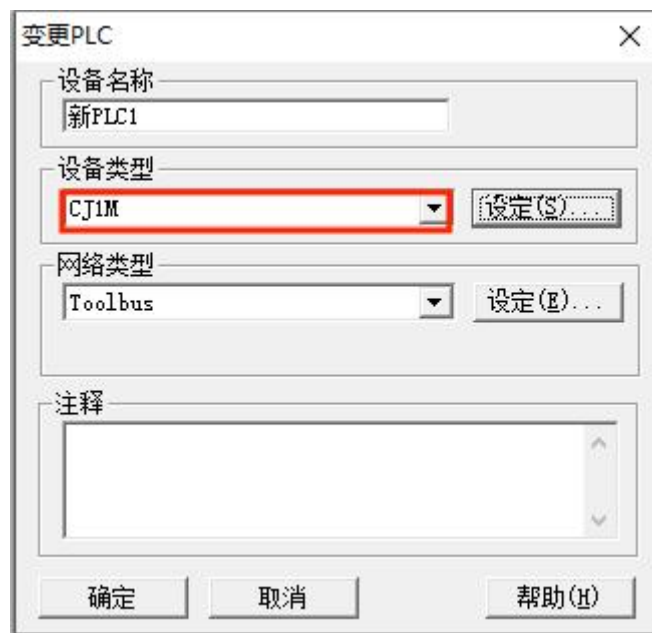 变更PLC
设备名称
新PLC1
设备类型
CJ1M
设定(S)...
网络类型
Toolbus
设定(E)...
注释
确定
取消
帮助(H)